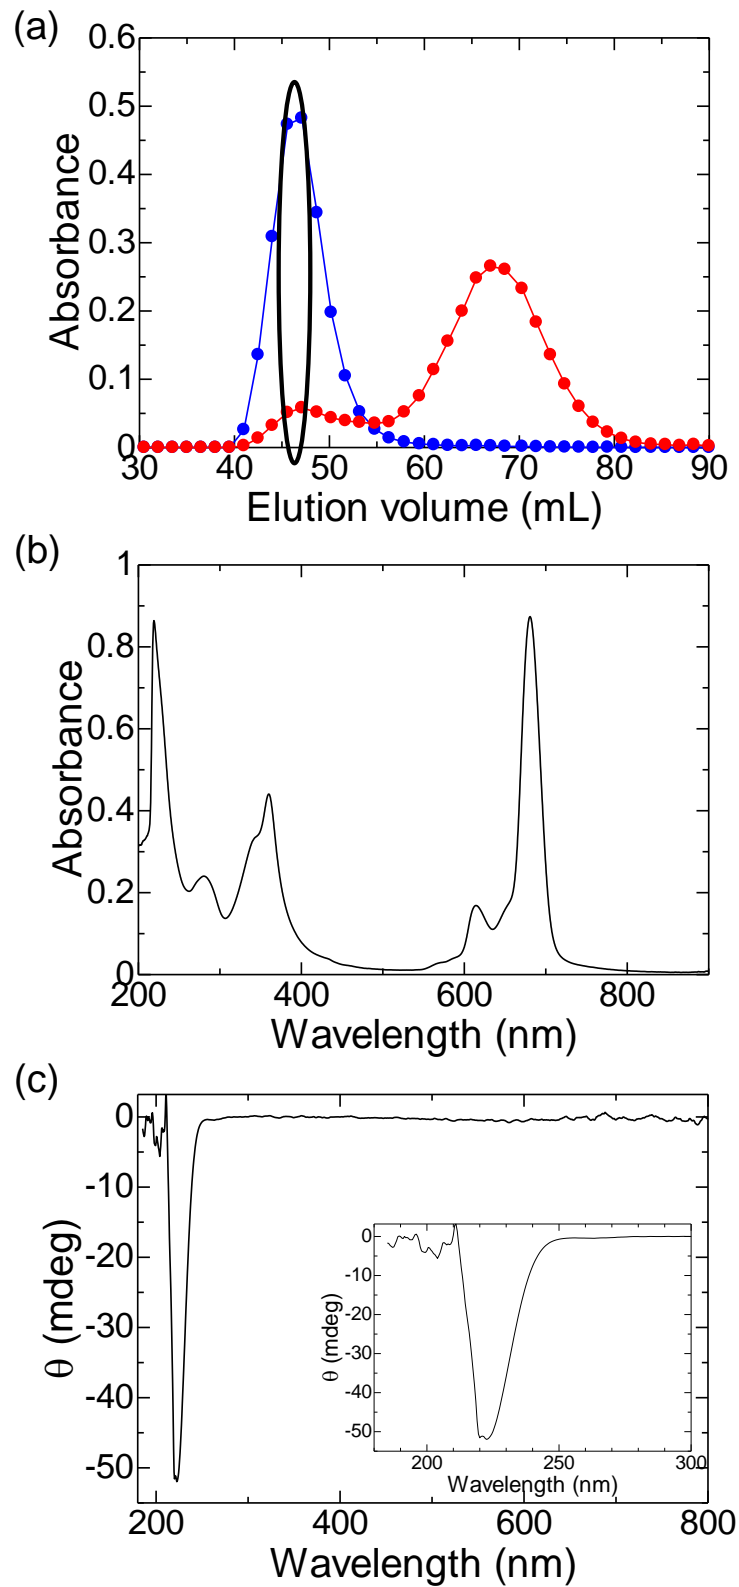 (a)
0.6
0.5
0.4
0.3
0.2
0.1
0
Absorbance
30 40 50 60 70 80 90
Elution volume (mL)
(b)
1
0.8
0.6
0.4
0.2
0
Absorbance
200 400 600 800
Wavelength (nm)
(c)
0
-10
-20
-30
-40
-50
θ (mdeg)
0
-10
-20
-30
-40
-50
θ (mdeg)
200 250 300
Wavelength (nm)
200 400 600 800
Wavelength (nm)